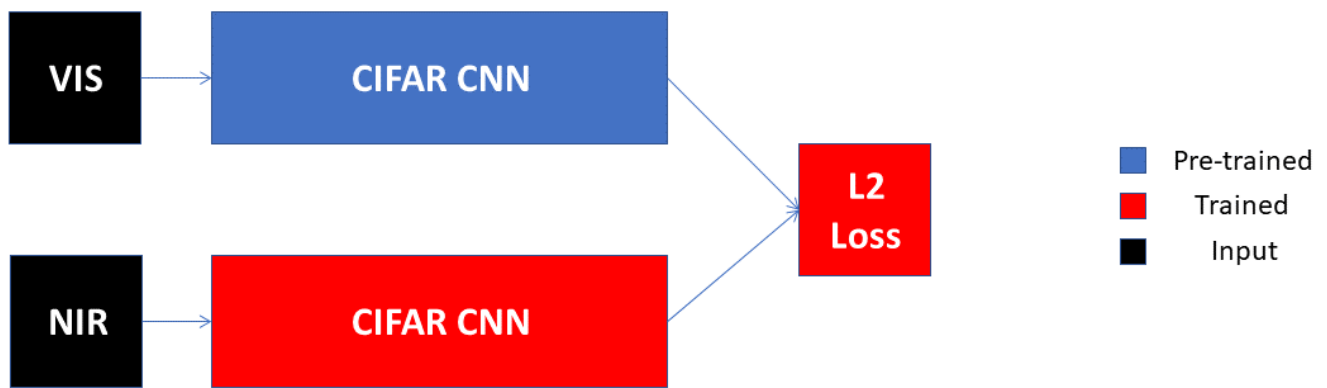 VIS
CIFAR CNN
L2
Loss
NIR
CIFAR CNN
Pre-trained
Trained
Input